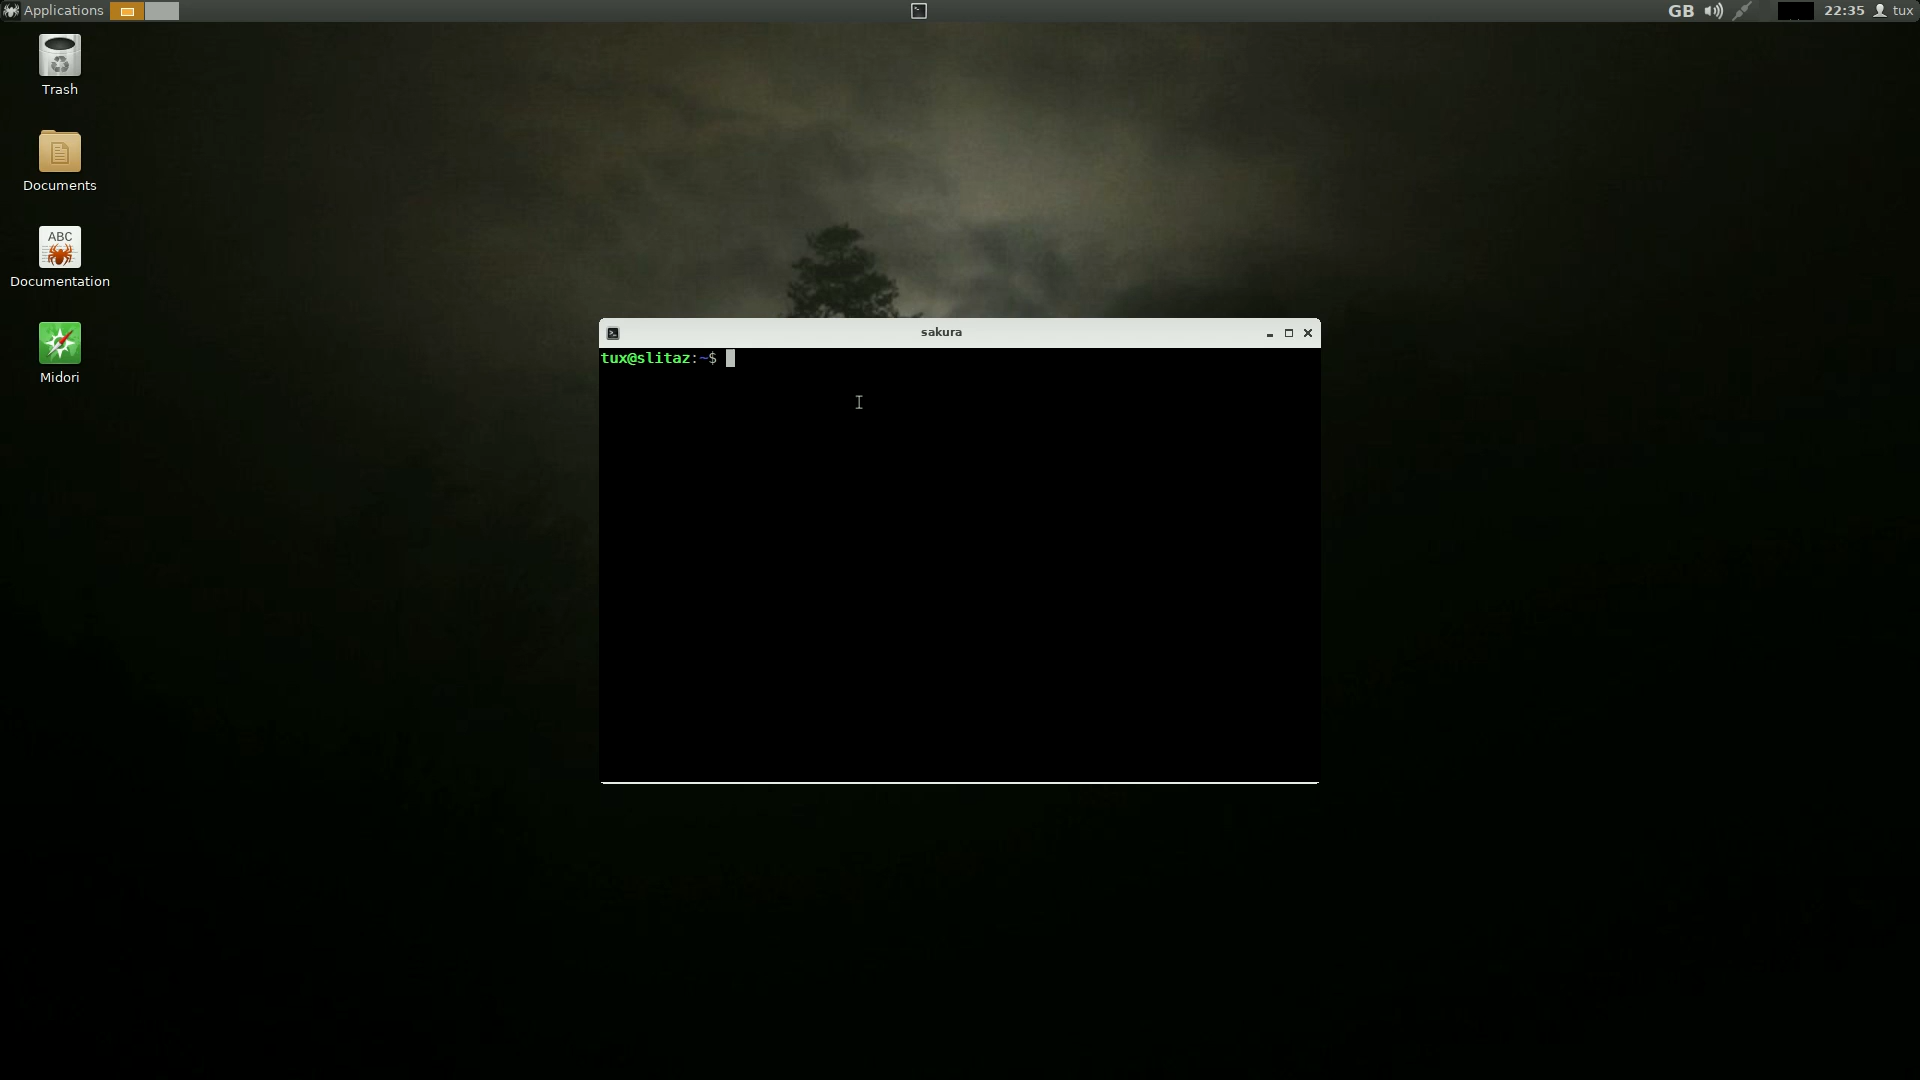 Applications
GB
22:35
tux
Trash
Documents
ABC
Documentation
Midori
sakura
tux@slitaz:~$